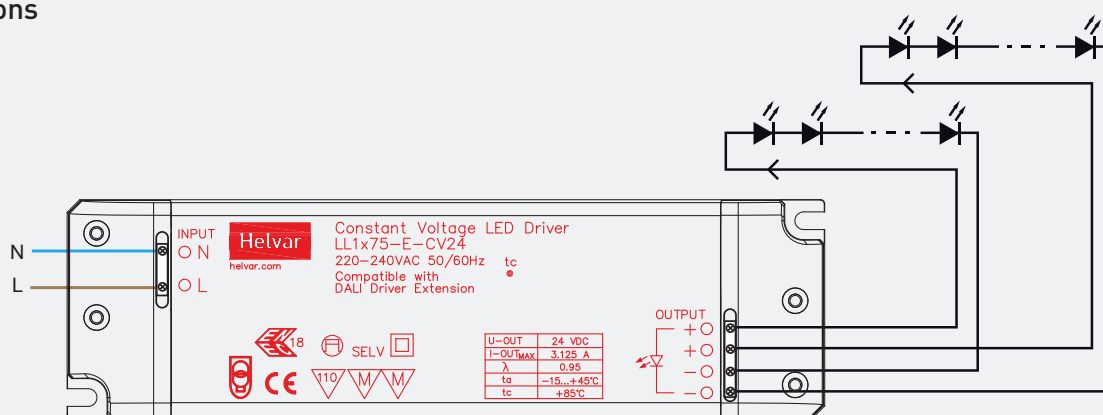 ons
N
L
INPUT
N
L
Helvar
helvar.com
Constant Voltage LED Driver
LL1x75-E-CV24
220-240VAC 50/60Hz tc
Compatible with
DALI Driver Extension
18
SELV
110 M M
CE
U-OUT 24 VDC
I-OUTMAX 3.125 A
λ 0.95
ta -15...+45°C
tc +85°C
OUTPUT
+
+
-
-